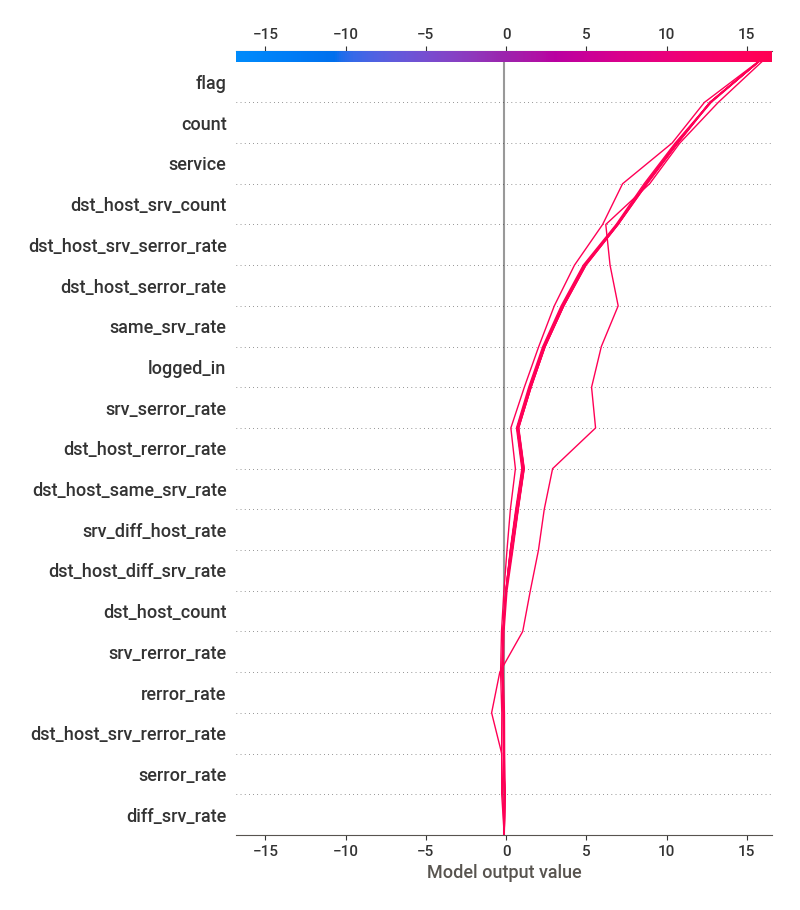 −15 −10 −5 0 5 10 15
flag
count
service
dst_host_srv_count
dst_host_srv_serror_rate
dst_host_serror_rate
same_srv_rate
logged_in
srv_serror_rate
dst_host_rerror_rate
dst_host_same_srv_rate
srv_diff_host_rate
dst_host_diff_srv_rate
dst_host_count
srv_rerror_rate
rerror_rate
dst_host_srv_rerror_rate
serror_rate
diff_srv_rate
−15 −10 −5 0 5 10 15
Model output value